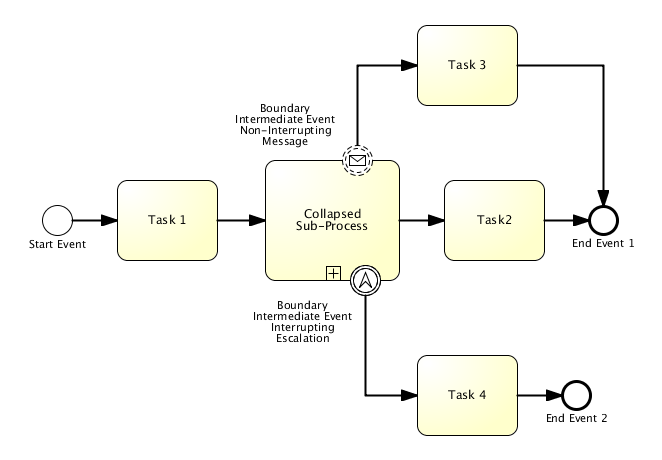 Task 3
Boundary
Intermediate Event
Non-Interrupting
Message
Task 1
Collapsed
Sub-Process
Task2
Start Event
End Event 1
Boundary
Intermediate Event
Interrupting
Escalation
Task 4
End Event 2